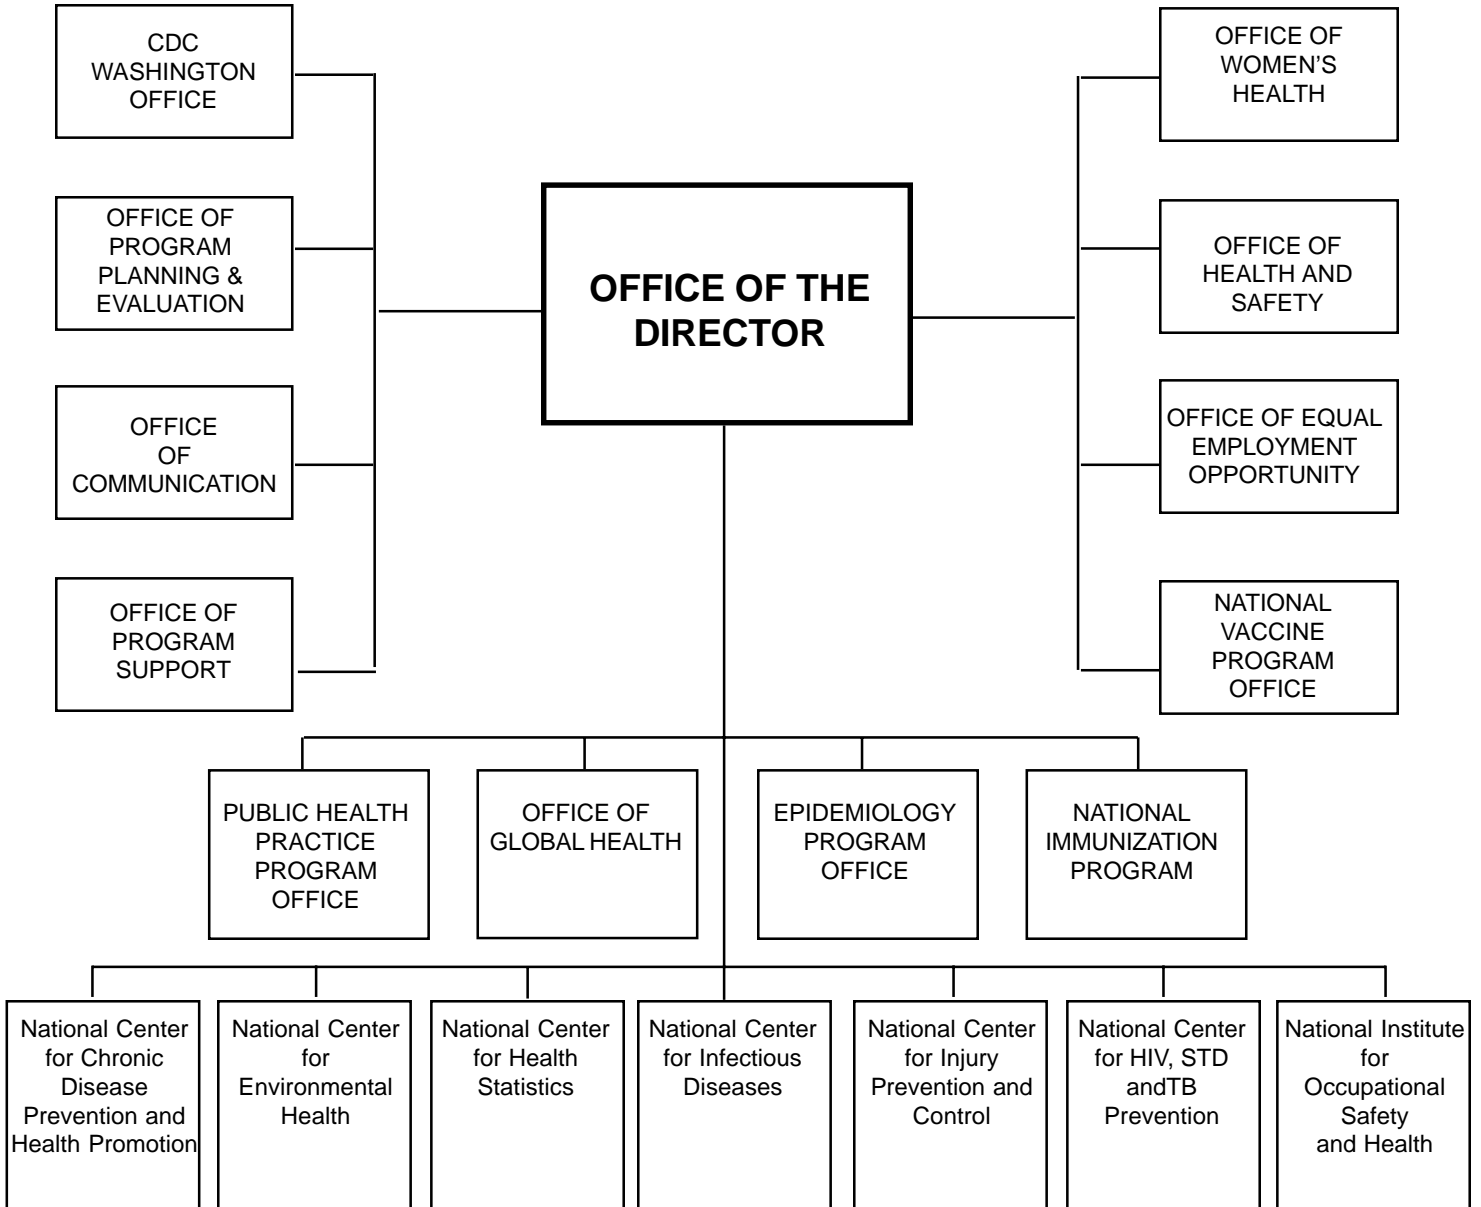 CDC
WASHINGTON
OFFICE
OFFICE OF
PROGRAM
PLANNING &
EVALUATION
OFFICE
OF
COMMUNICATION
OFFICE OF
PROGRAM
SUPPORT
OFFICE OF THE
DIRECTOR
OFFICE OF
WOMEN'S
HEALTH
OFFICE OF
HEALTH AND
SAFETY
OFFICE OF EQUAL
EMPLOYMENT
OPPORTUNITY
NATIONAL
VACCINE
PROGRAM
OFFICE
PUBLIC HEALTH
PRACTICE
PROGRAM
OFFICE
OFFICE OF
GLOBAL HEALTH
EPIDEMIOLOGY
PROGRAM
OFFICE
NATIONAL
IMMUNIZATION
PROGRAM
National Center
for Chronic
Disease
Prevention and
Health Promotion
National Center
for
Environmental
Health
National Center
for Health
Statistics
National Center
for Infectious
Diseases
National Center
for Injury
Prevention and
Control
National Center
for HIV, STD
andTB
Prevention
National Institute
for
Occupational
Safety
and Health